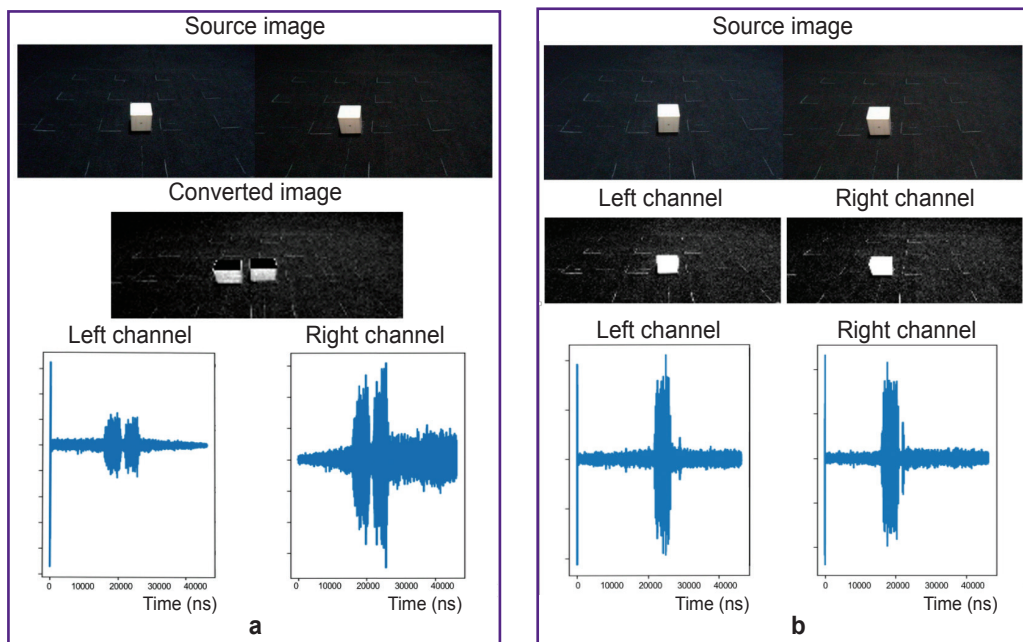 Source image
Converted image
Left channel Right channel
0 10000 20000 30000 40000 0 10000 20000 30000 40000
Time (ns) Time (ns)
a
Source image
Left channel Right channel
Left channel Right channel
0 10000 20000 30000 40000 0 10000 20000 30000 40000
Time (ns) Time (ns)
b